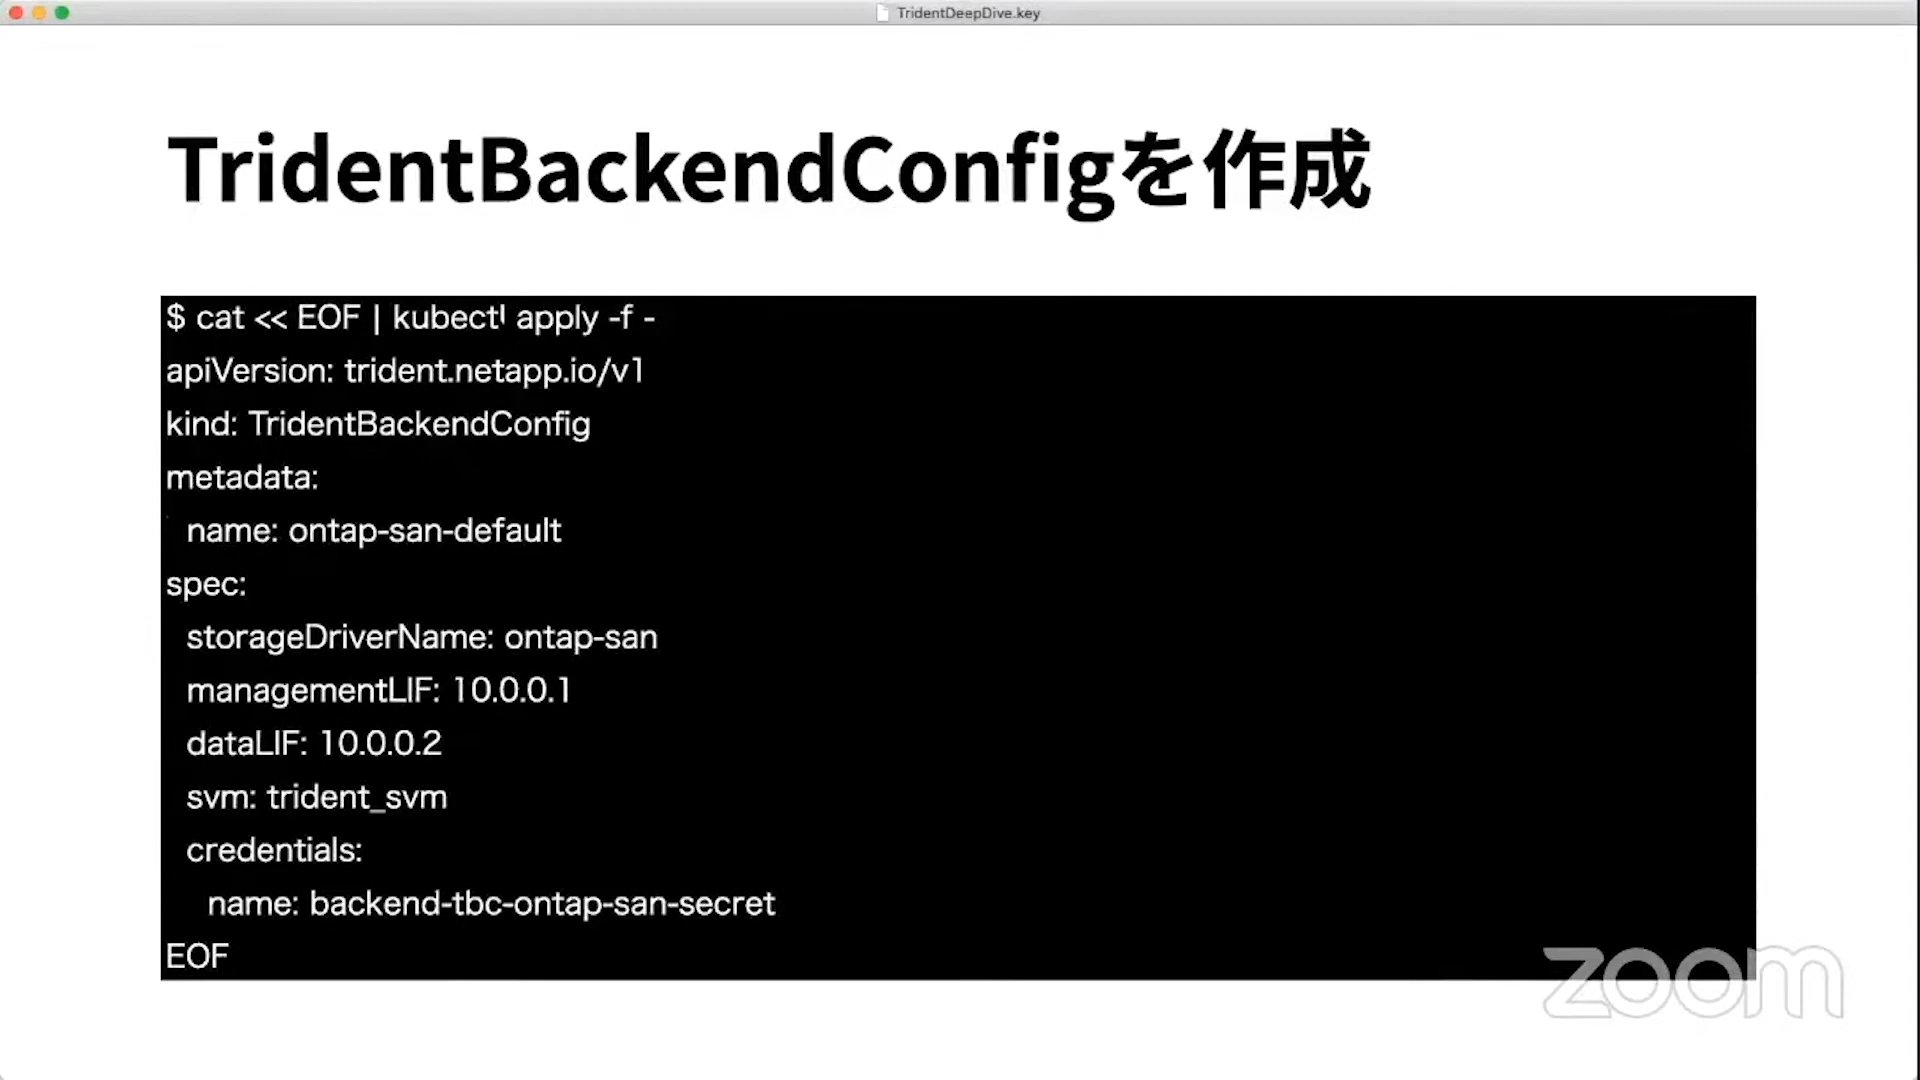 TridentDeepDive.key
TridentBackendConfigを作成
$ cat << EOF | kubectl apply -f -
apiVersion: trident.netapp.io/v1
kind: TridentBackendConfig
metadata:
  name: ontap-san-default
spec:
  storageDriverName: ontap-san
  managementLIF: 10.0.0.1
  dataLIF: 10.0.0.2
  svm: trident_svm
  credentials:
    name: backend-tbc-ontap-san-secret
EOF
zoom